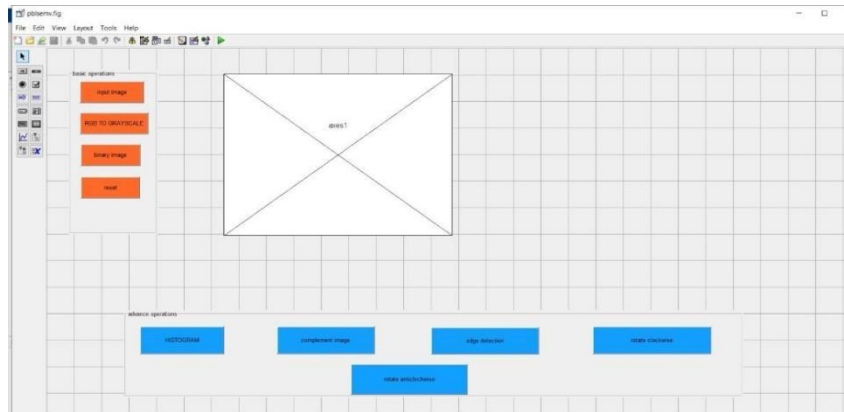 pblsemv.fig
File Edit View Layout Tools Help
basic operations
input image
RGB TO GRAYSCALE
binary image
reset
axes1
advance operations
HISTOGRAM
complement image
edge detection
rotate clockwise
rotate anticlockwise